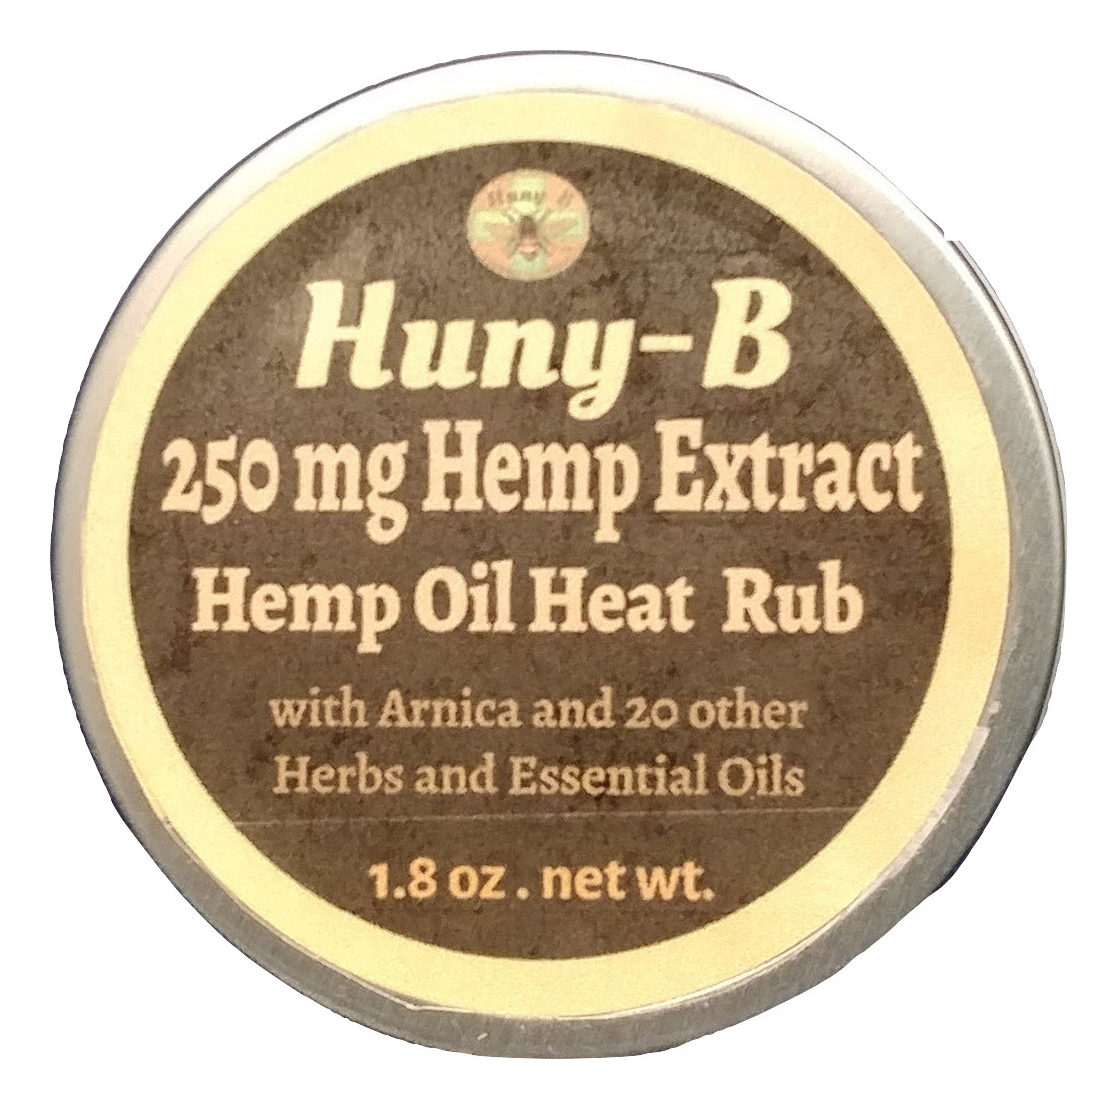 Huny B
Huny-B
250 mg Hemp Extract
Hemp Oil Heat Rub
with Arnica and 20 other
Herbs and Essential Oils
1.8 oz. net wt.